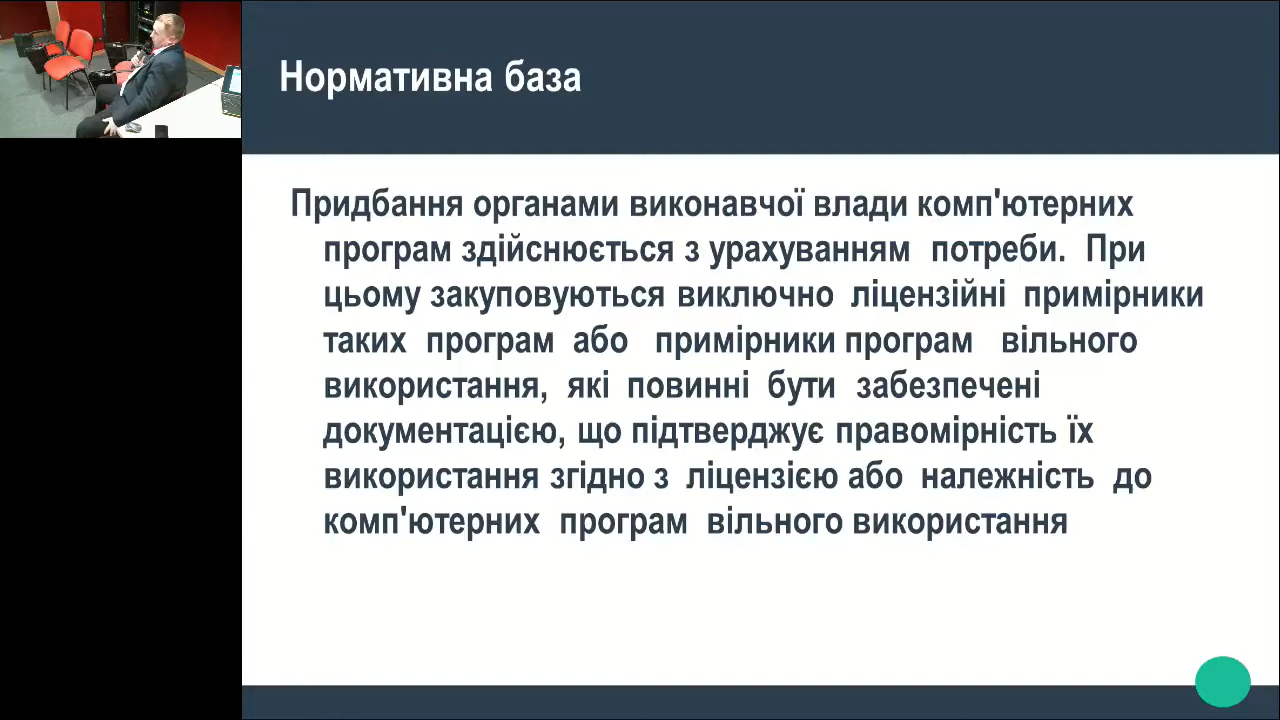 Нормативна база
Придбання органами виконавчої влади комп'ютерних
програм здійснюється з урахуванням потреби. При
цьому закуповуються виключно ліцензійні примірники
таких програм або примірники програм вільного
використання, які повинні бути забезпечені
документацією, що підтверджує правомірність їх
використання згідно з ліцензією або належність до
комп'ютерних програм вільного використання